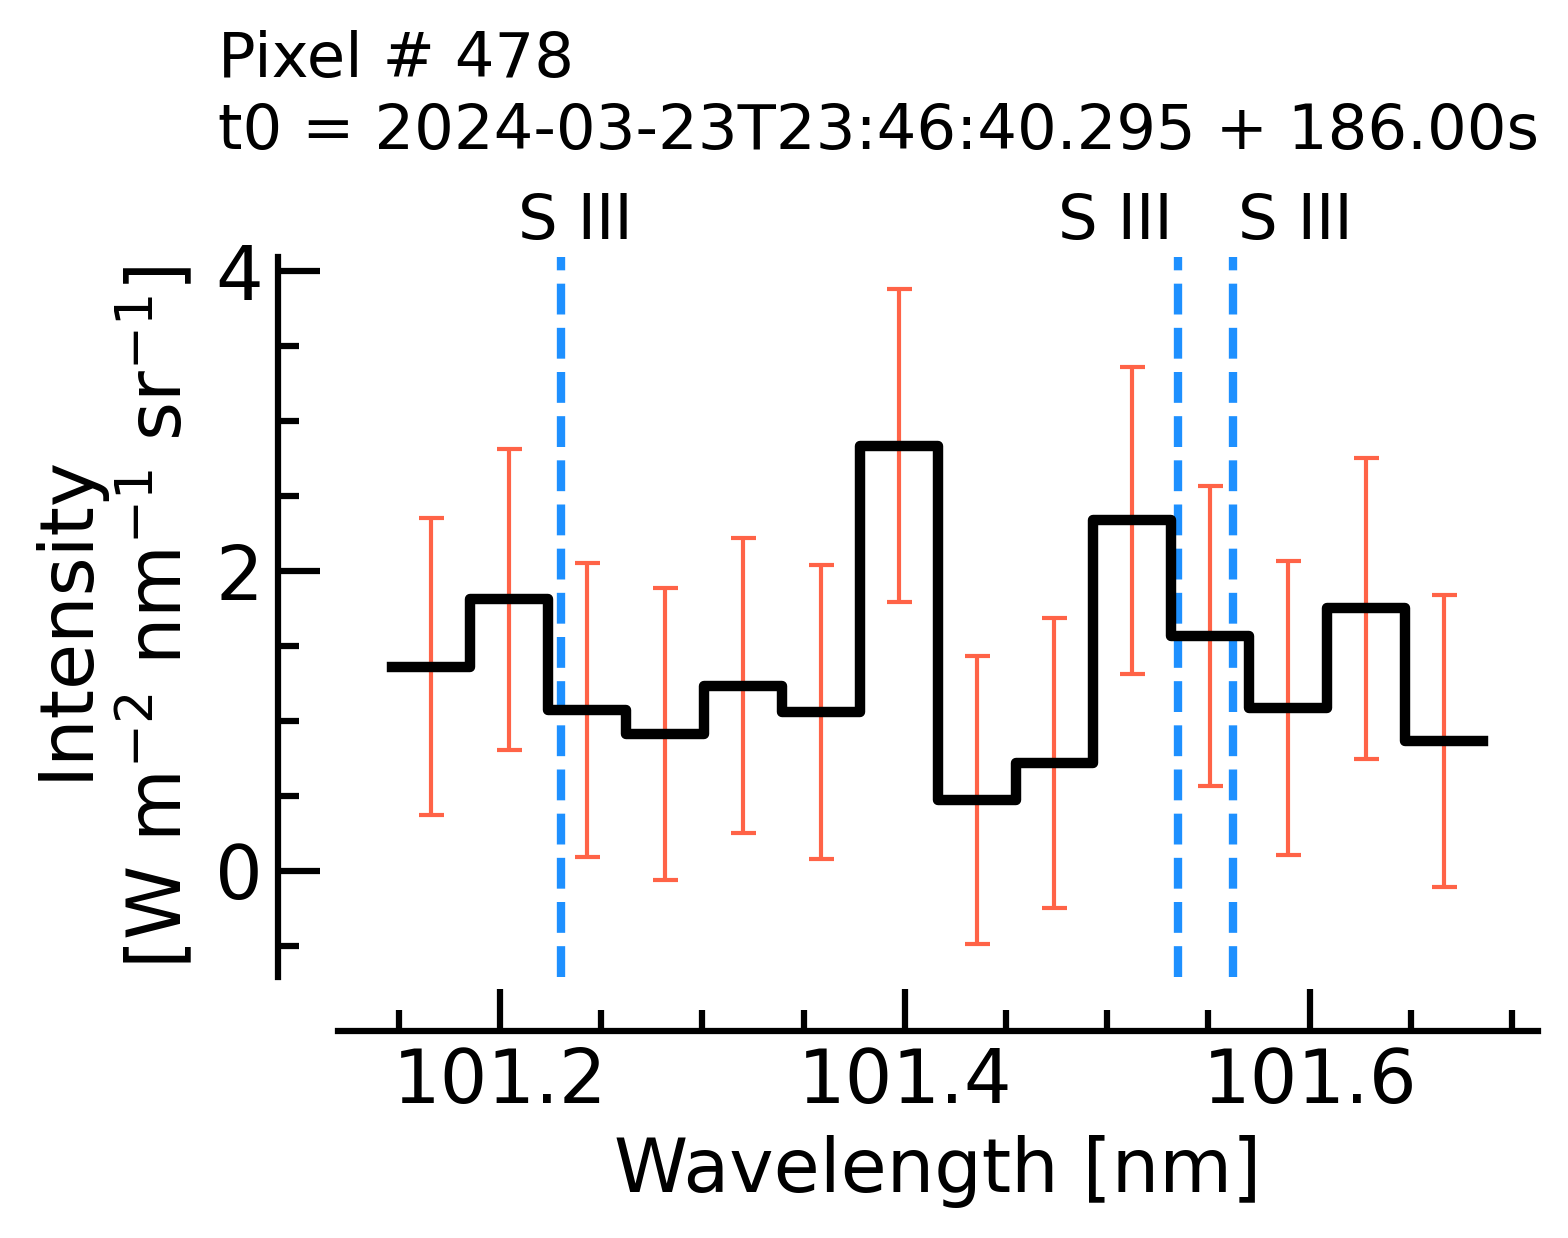 Pixel # 478
t0 = 2024-03-23T23:46:40.295 + 186.00s
S III S III S III
Intensity
[W m⁻² nm⁻¹ sr⁻¹]
4
2
0
101.2 101.4 101.6
Wavelength [nm]